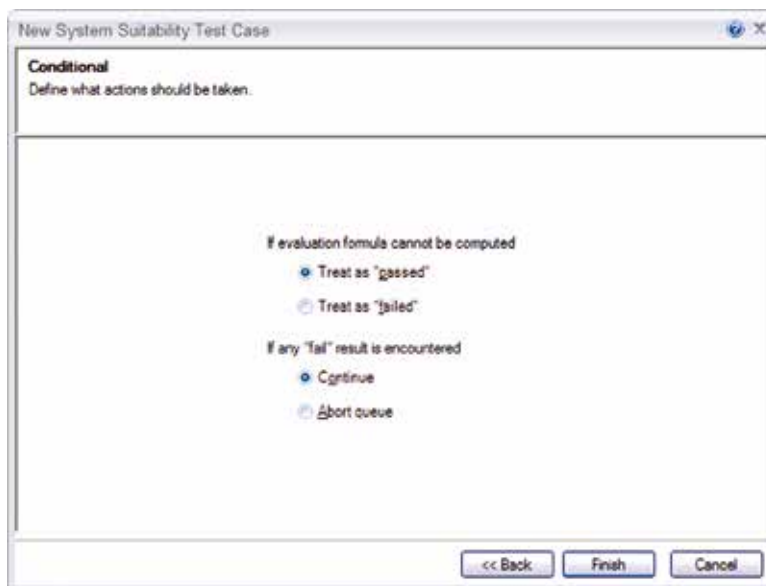 New System Suitability Test Case
Conditional
Define what actions should be taken.
If evaluation formula cannot be computed
Treat as "passed"
Treat as "failed"
If any "fail" result is encountered
Continue
Abort queue
<< Back Finish Cancel